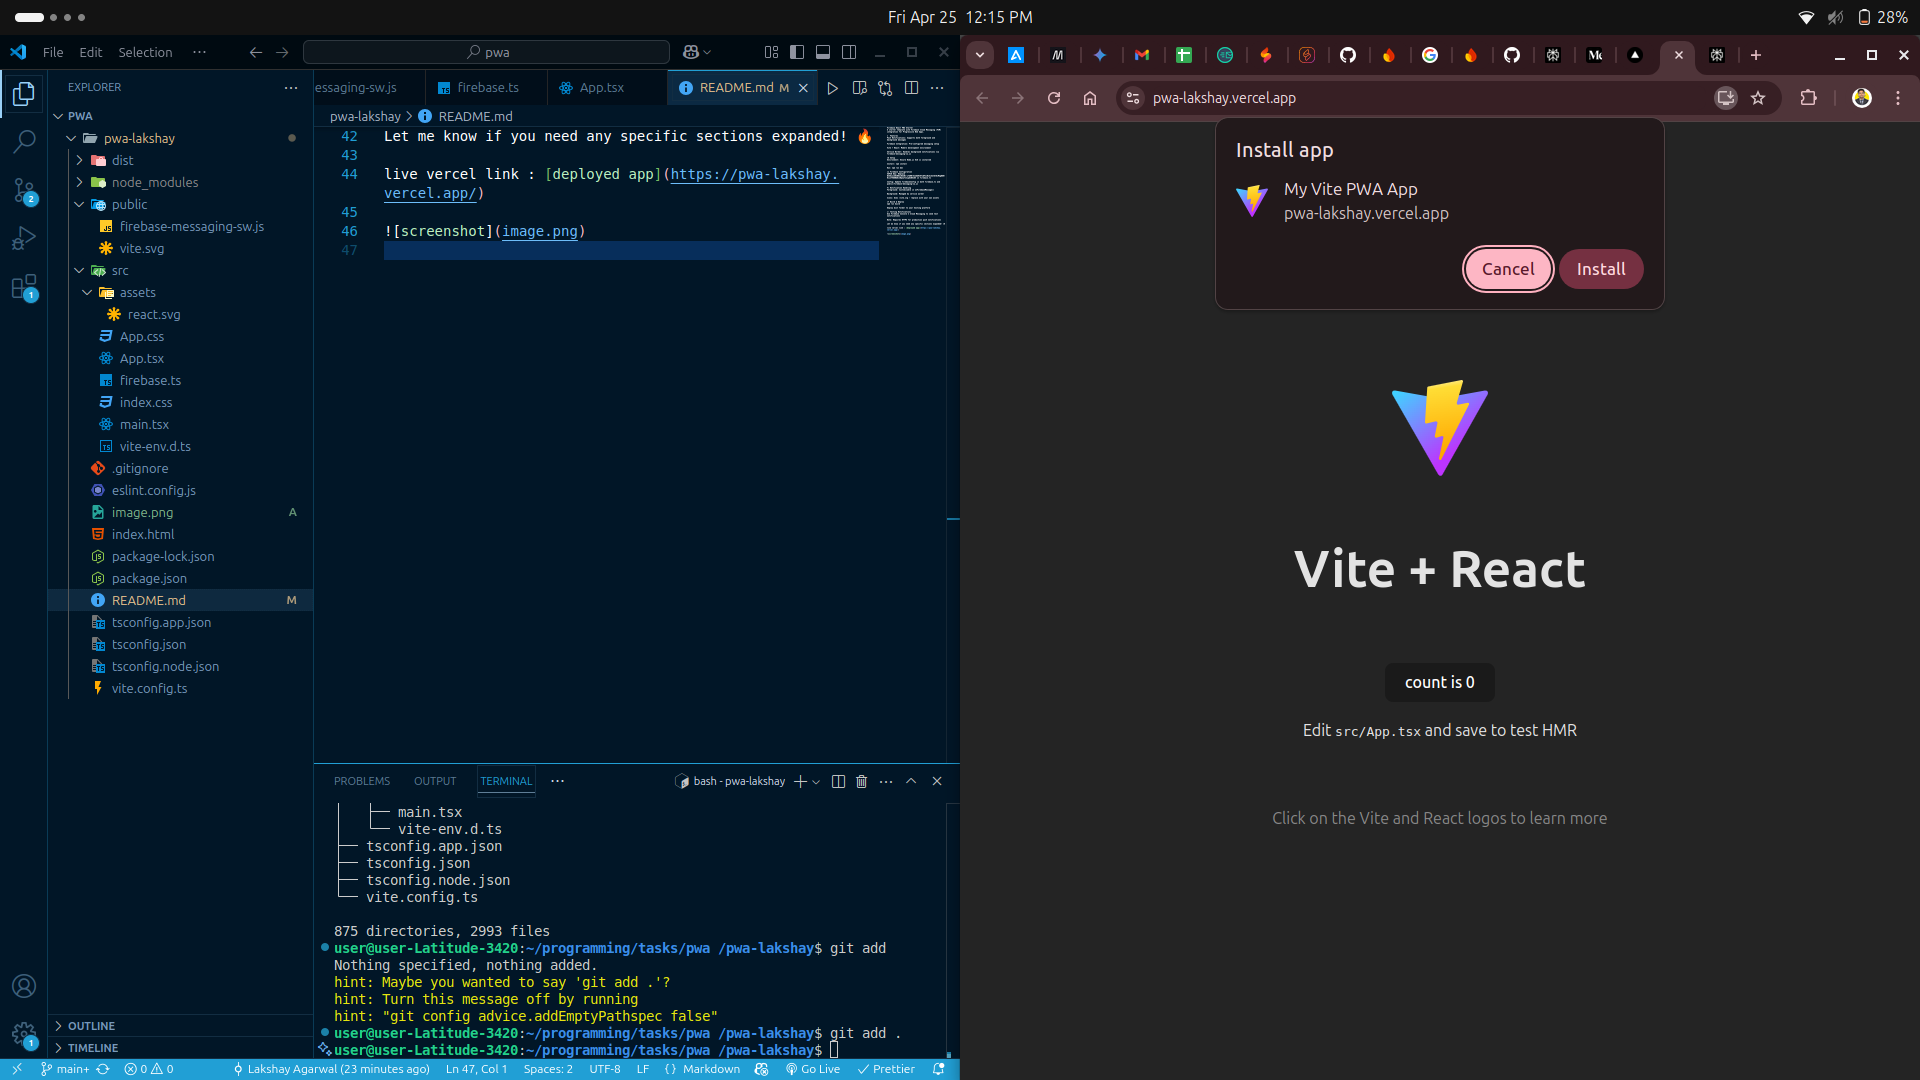 Fri Apr 25 12:15 PM
28%
File Edit Selection ···
pwa
EXPLORER
PWA
pwa-lakshay
dist
node_modules
public
firebase-messaging-sw.js
vite.svg
src
assets
react.svg
App.css
App.tsx
firebase.ts
index.css
main.tsx
vite-env.d.ts
.gitignore
eslint.config.js
image.png A
index.html
package-lock.json
package.json
README.md M
tsconfig.app.json
tsconfig.json
tsconfig.node.json
vite.config.ts
OUTLINE
TIMELINE
essaging-sw.js firebase.ts App.tsx README.md M
pwa-lakshay > README.md
42 Let me know if you need any specific sections expanded! 🔥
43
44 live vercel link : [deployed app](https://pwa-lakshay.
vercel.app/)
45
46 ![screenshot](image.png)
47
PROBLEMS OUTPUT TERMINAL ··· bash - pwa-lakshay
├── main.tsx
└── vite-env.d.ts
├── tsconfig.app.json
├── tsconfig.json
├── tsconfig.node.json
└── vite.config.ts
875 directories, 2993 files
user@user-Latitude-3420:~/programming/tasks/pwa /pwa-lakshay$ git add
Nothing specified, nothing added.
hint: Maybe you wanted to say 'git add .'?
hint: Turn this message off by running
hint: "git config advice.addEmptyPathspec false"
user@user-Latitude-3420:~/programming/tasks/pwa /pwa-lakshay$ git add .
user@user-Latitude-3420:~/programming/tasks/pwa /pwa-lakshay$
main+ 0 0 Lakshay Agarwal (23 minutes ago) Ln 47, Col 1 Spaces: 2 UTF-8 LF {} Markdown Go Live Prettier
pwa-lakshay.vercel.app
Install app
My Vite PWA App
pwa-lakshay.vercel.app
Cancel Install
Vite + React
count is 0
Edit src/App.tsx and save to test HMR
Click on the Vite and React logos to learn more